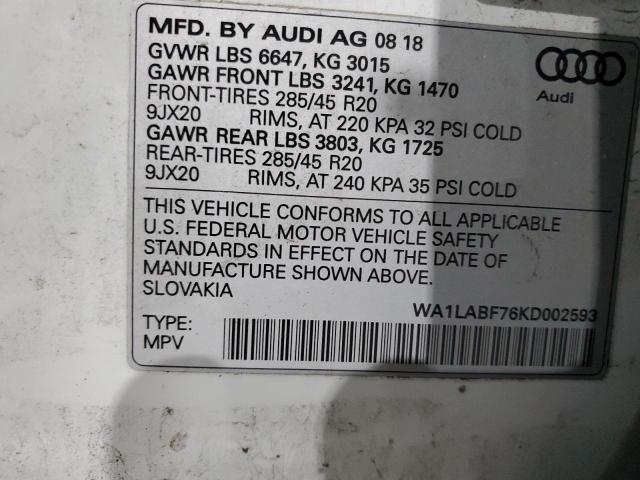 MFD. BY AUDI AG 08 18
GVWR LBS 6647, KG 3015
GAWR FRONT LBS 3241, KG 1470
FRONT-TIRES 285/45 R20
9JX20 RIMS, AT 220 KPA 32 PSI COLD
GAWR REAR LBS 3803, KG 1725
REAR-TIRES 285/45 R20
9JX20 RIMS, AT 240 KPA 35 PSI COLD
Audi
THIS VEHICLE CONFORMS TO ALL APPLICABLE
U.S. FEDERAL MOTOR VEHICLE SAFETY
STANDARDS IN EFFECT ON THE DATE OF
MANUFACTURE SHOWN ABOVE.
SLOVAKIA
WA1LABF76KD002593
TYPE:
MPV